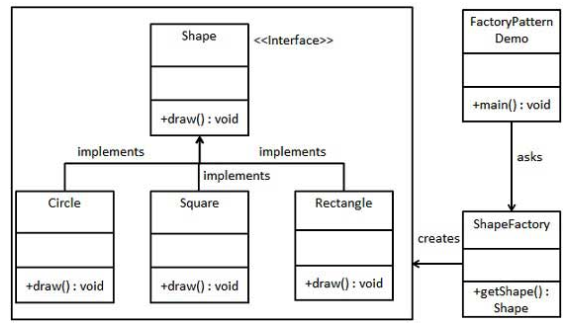 Shape
<<Interface>>
+draw() : void
implements
implements
implements
Circle
+draw() : void
Square
+draw() : void
Rectangle
+draw() : void
FactoryPattern
Demo
+main() : void
asks
ShapeFactory
+getShape() :
Shape
creates